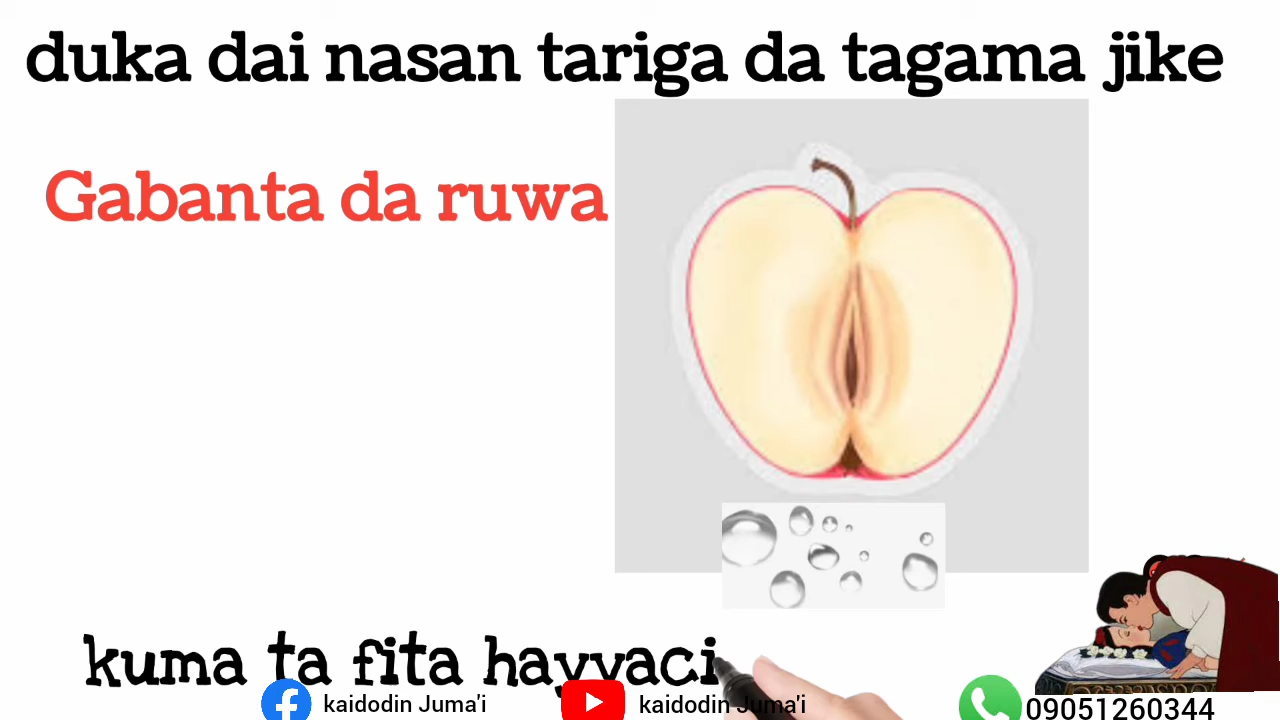 duka dai nasan tariga da tagama jike
Gabanta da ruwa
kuma ta fita hayyaci
kaidodin Juma'i
kaidodin Juma'i
09051260344